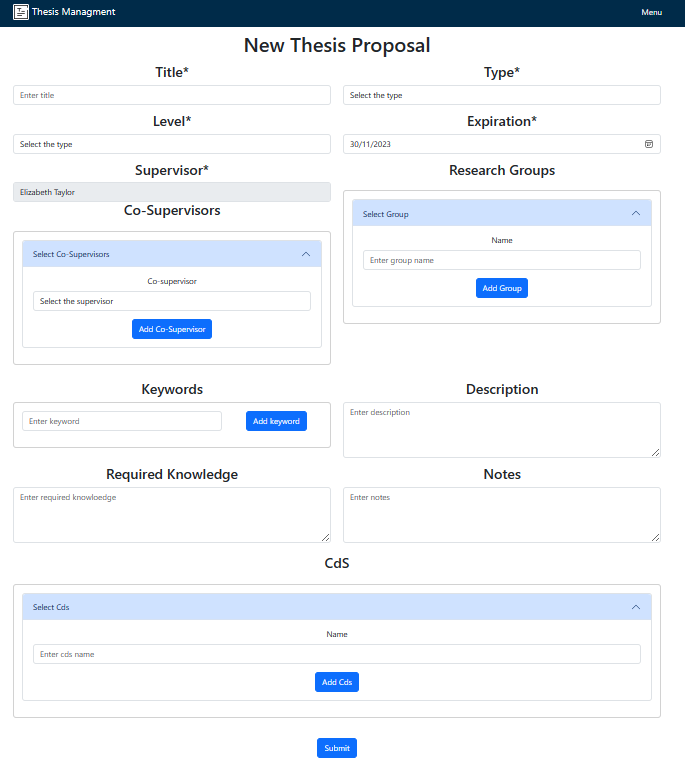 Thesis Managment
Menu
New Thesis Proposal
Title*
Type*
Enter title
Select the type
Level*
Expiration*
Select the type
30/11/2023
Supervisor*
Research Groups
Elizabeth Taylor
Co-Supervisors
Select Group
Name
Enter group name
Add Group
Select Co-Supervisors
Co-supervisor
Select the supervisor
Add Co-Supervisor
Keywords
Description
Enter keyword
Add keyword
Enter description
Required Knowledge
Notes
Enter required knowloedge
Enter notes
CdS
Select Cds
Name
Enter cds name
Add Cds
Submit